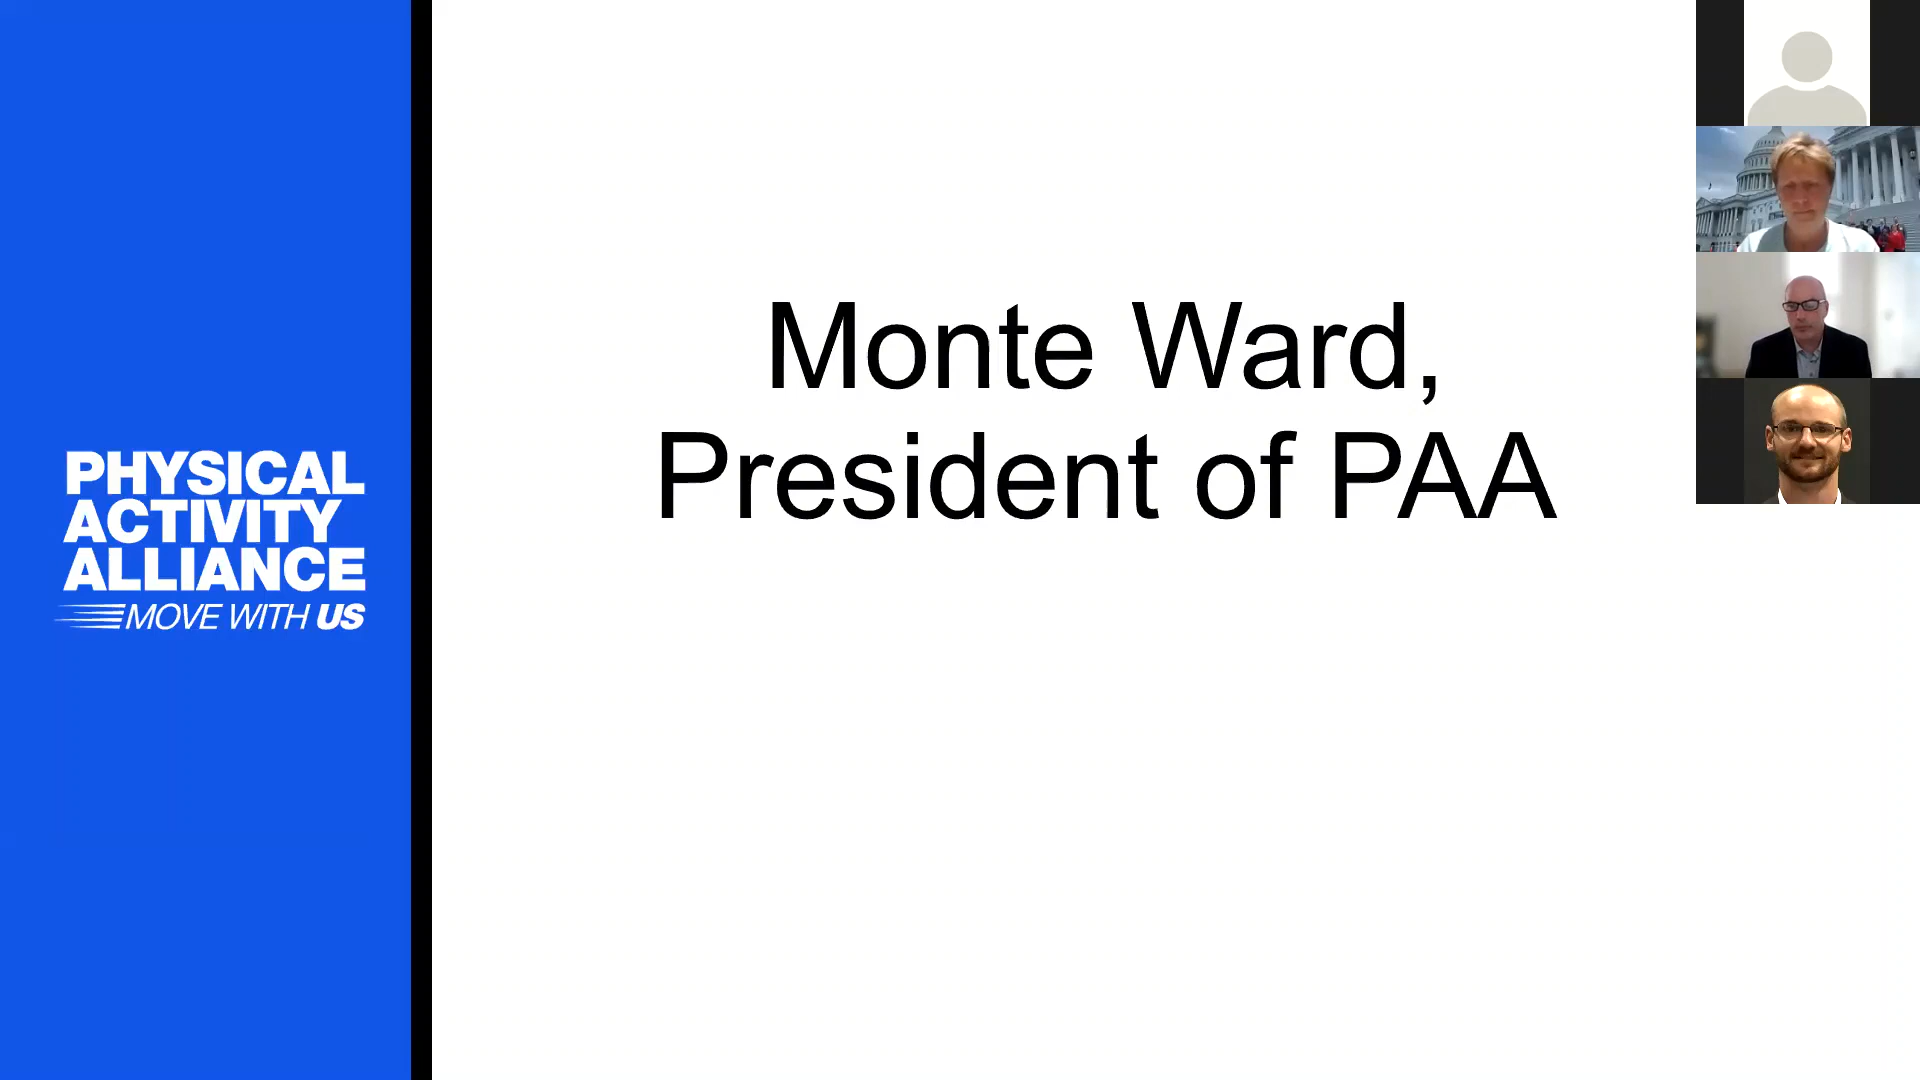 PHYSICAL
ACTIVITY
ALLIANCE
MOVE WITH US
Monte Ward,
President of PAA